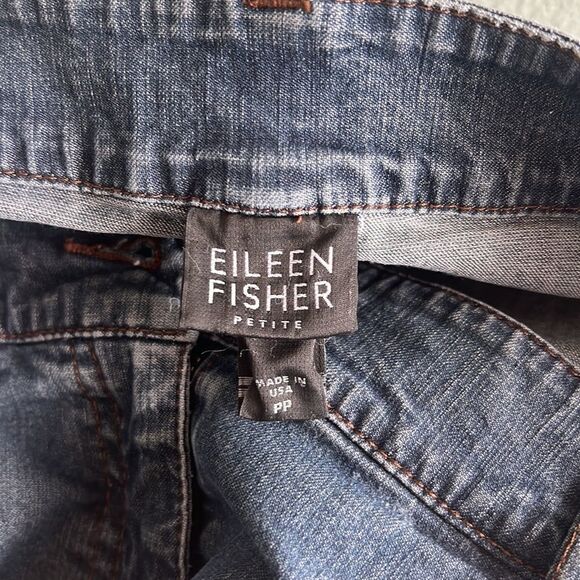 EILEEN
FISHER
PETITE
MADE IN
USA
PP